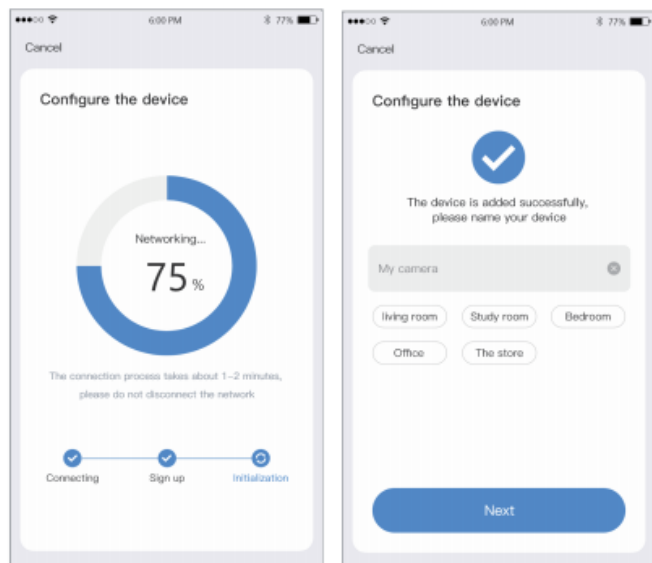 6:00 PM
77%
Cancel
Configure the device
Networking...
75 %
The connection process takes about 1-2 minutes,
please do not disconnect the network
Connecting
Sign up
Initialization
6:00 PM
77%
Cancel
Configure the device
The device is added successfully,
please name your device
My camera
living room
Study room
Bedroom
Office
The store
Next